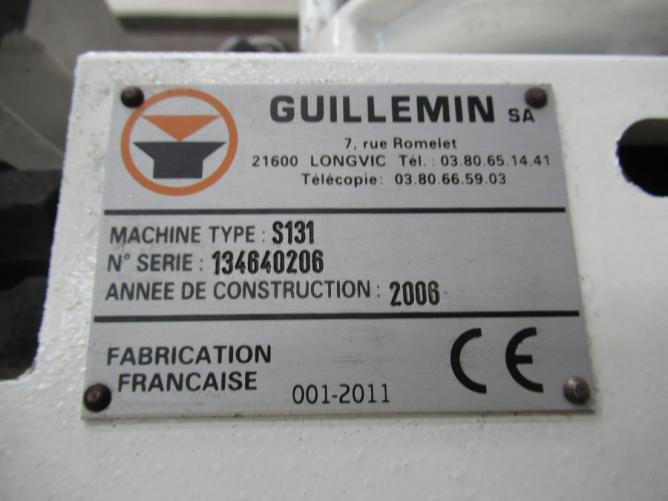 GUILLEMIN SA
7, rue Romelet
21600 LONGVIC Tél. : 03.80.65.14.41
Télécopie: 03.80.66.59.03
MACHINE TYPE : S131
N° SERIE : 134640206
ANNEE DE CONSTRUCTION : 2006
FABRICATION
FRANCAISE
001-2011
CE